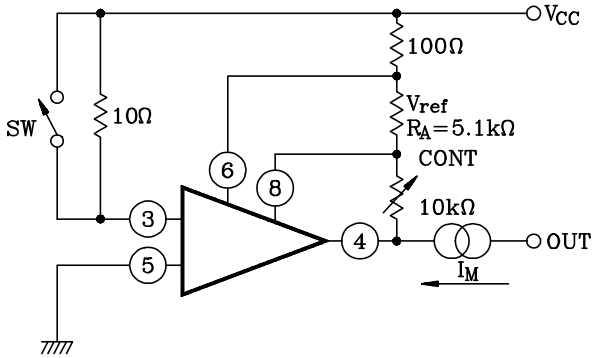 V_CC
100Ω
V_ref
R_A=5.1kΩ
10Ω
SW
CONT
6
8
10kΩ
3
4
OUT
5
I_M